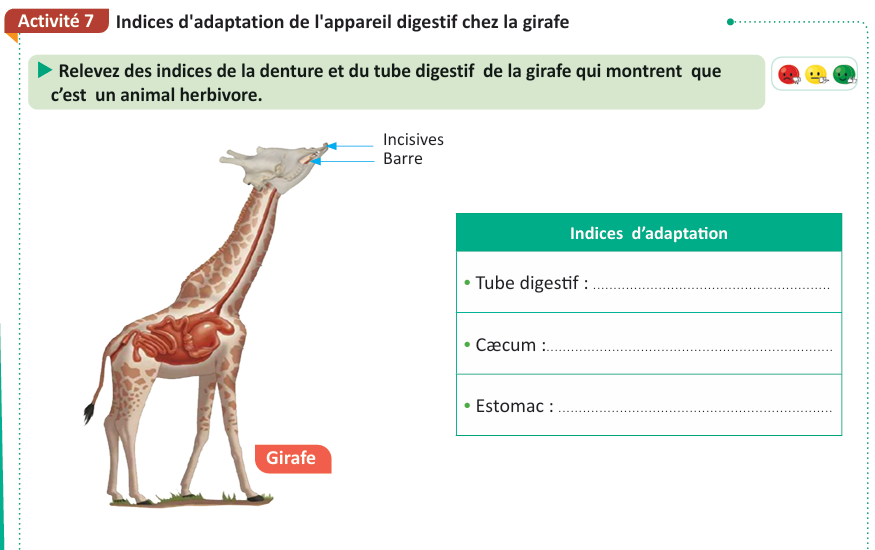 Activité 7 Indices d'adaptation de l'appareil digestif chez la girafe
Relevez des indices de la denture et du tube digestif de la girafe qui montrent que
c'est un animal herbivore.
Incisives
Barre
Indices d'adaptation
• Tube digestif : ......................................................
• Cæcum :.................................................................
• Estomac : ..............................................................
Girafe